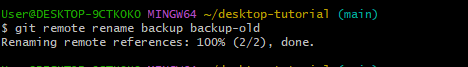 User@DESKTOP-9CTKOKO MINGW64 ~/desktop-tutorial (main)
$ git remote rename backup backup-old
Renaming remote references: 100% (2/2), done.